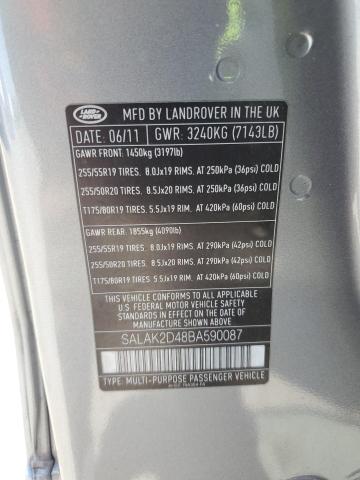 LAND ROVER
MFD BY LANDROVER IN THE UK
DATE: 06/11 GWR: 3240KG (7143LB)
GAWR FRONT: 1450kg (3197lb)
255/55R19 TIRES, 8.0Jx19 RIMS, AT 250kPa (36psi) COLD
255/50R20 TIRES, 8.5Jx20 RIMS, AT 250kPa (36psi) COLD
T175/80R19 TIRES, 5.5Jx19 RIMS, AT 420kPa (60psi) COLD
GAWR REAR: 1855kg (4090lb)
255/55R19 TIRES, 8.0Jx19 RIMS, AT 290kPa (42psi) COLD
255/50R20 TIRES, 8.5Jx20 RIMS, AT 290kPa (42psi) COLD
T175/80R19 TIRES, 5.5Jx19 RIMS, AT 420kPa (60psi) COLD
THIS VEHICLE CONFORMS TO ALL APPLICABLE
U.S. FEDERAL MOTOR VEHICLE SAFETY
STANDARDS IN EFFECT ON THE DATE OF
MANUFACTURE SHOWN ABOVE
SALAK2D48BA590087
TYPE: MULTI-PURPOSE PASSENGER VEHICLE